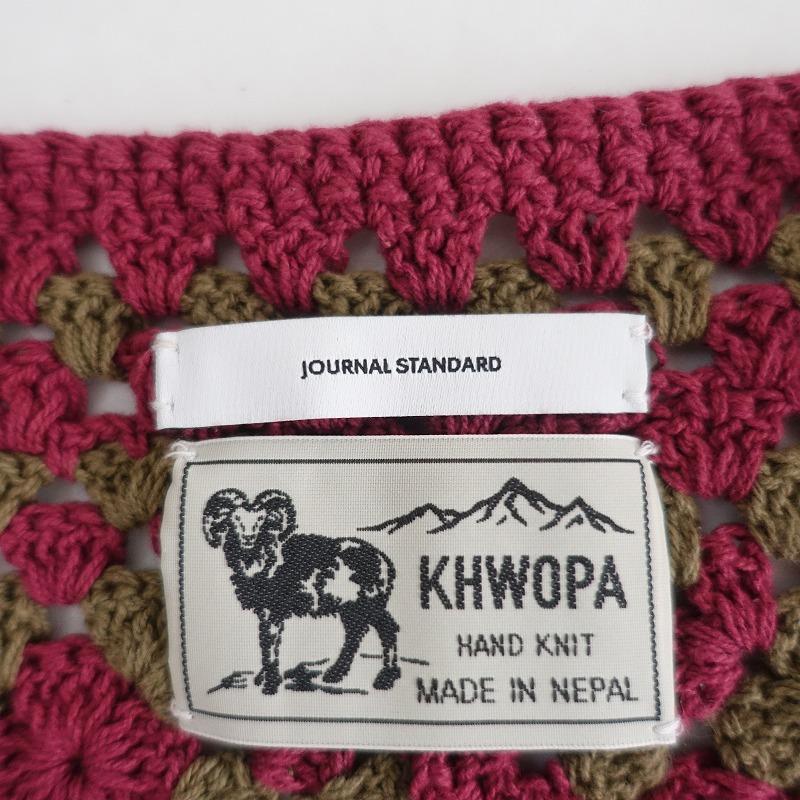 JOURNAL STANDARD
KHWOPA
HAND KNIT
MADE IN NEPAL